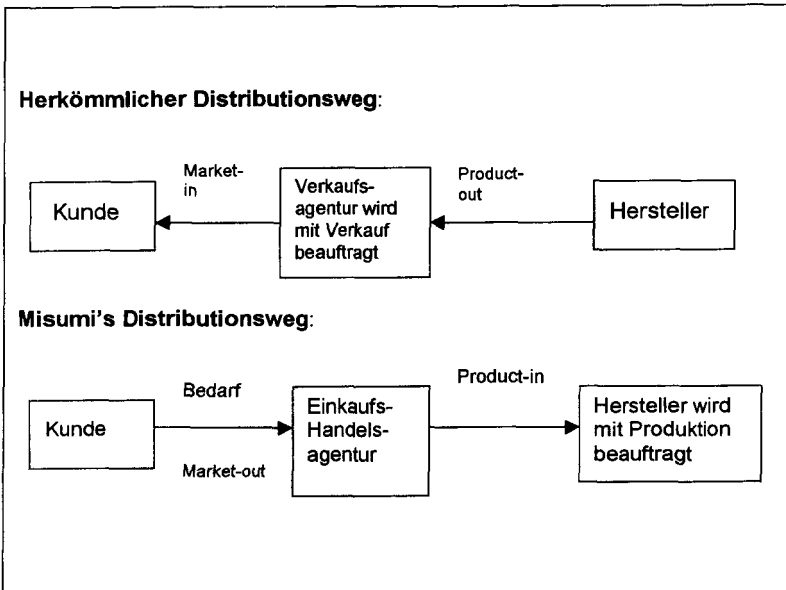 Herkömmlicher Distributionsweg:
Market-
in
Product-
out
Kunde
Verkaufs-
agentur wird
mit Verkauf
beauftragt
Hersteller
Misumi's Distributionsweg:
Kunde
Bedarf
Market-out
Einkaufs-
Handels-
agentur
Product-in
Hersteller wird
mit Produktion
beauftragt